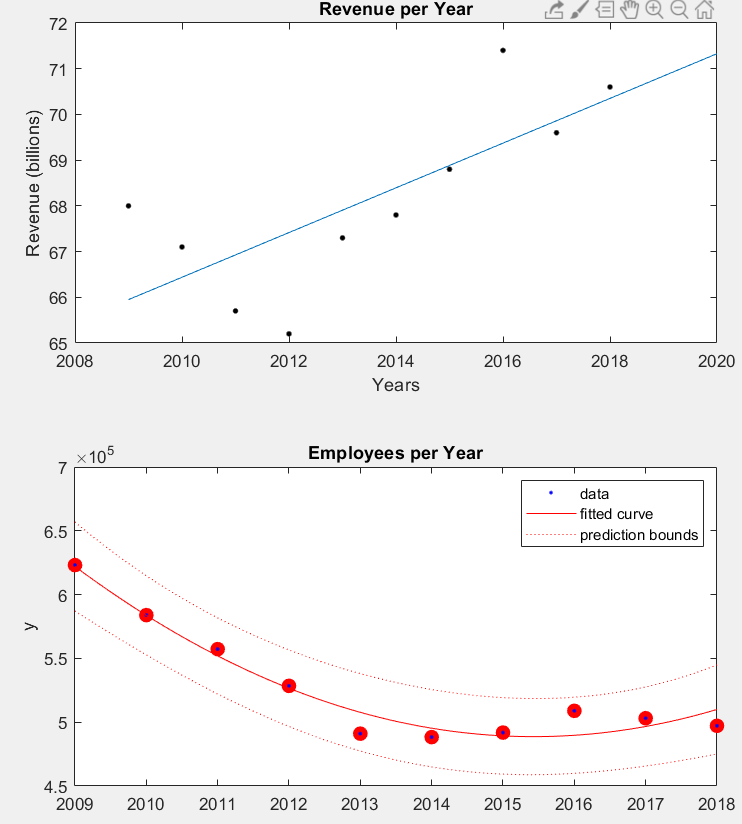 Revenue per Year
72
71
70
69
68
67
66
65
Revenue (billions)
2008 2010 2012 2014 2016 2018 2020
Years
Employees per Year
×10⁵
7
6.5
6
5.5
5
4.5
y
data
fitted curve
prediction bounds
2009 2010 2011 2012 2013 2014 2015 2016 2017 2018